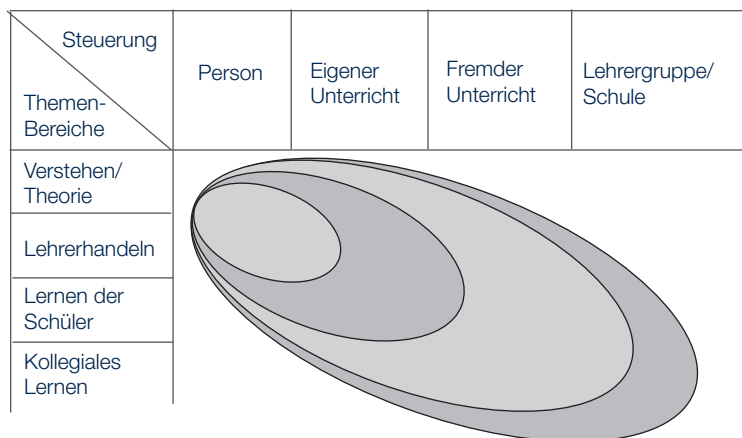 Steuerung
Themen-
Bereiche
Person
Eigener
Unterricht
Fremder
Unterricht
Lehrergruppe/
Schule
Verstehen/
Theorie
Lehrerhandeln
Lernen der
Schüler
Kollegiales
Lernen